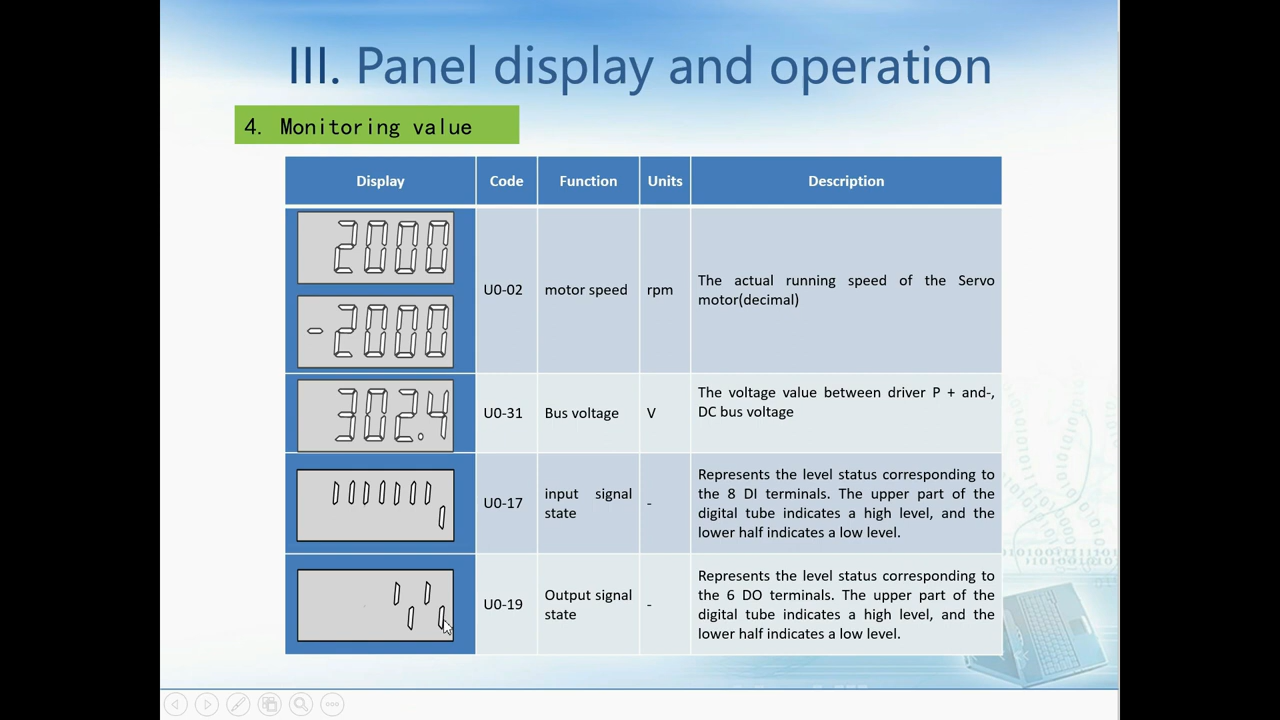 III. Panel display and operation
4. Monitoring value
Display Code Function Units Description
2000
-2000
U0-02 motor speed rpm
The actual running speed of the Servo
motor(decimal)
302.4
U0-31 Bus voltage V
The voltage value between driver P + and-,
DC bus voltage
U0-17
input signal
state
-
Represents the level status corresponding to
the 8 DI terminals. The upper part of the
digital tube indicates a high level, and the
lower half indicates a low level.
U0-19
Output signal
state
-
Represents the level status corresponding to
the 6 DO terminals. The upper part of the
digital tube indicates a high level, and the
lower half indicates a low level.